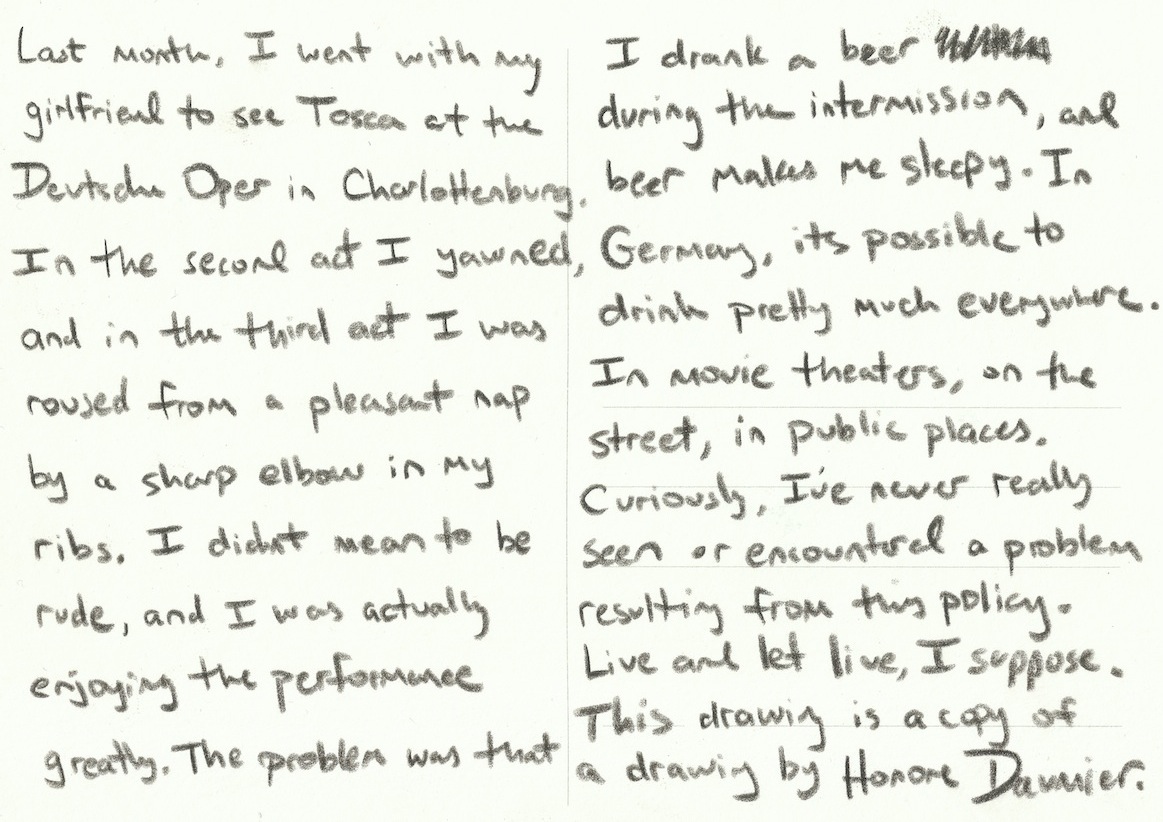 Last month, I went with my
girlfriend to see Tosca at the
Deutsche Oper in Charlottenburg.
In the second act I yawned,
and in the third act I was
roused from a pleasant nap
by a sharp elbow in my
ribs. I didn't mean to be
rude, and I was actually
enjoying the performance
greatly. The problem was that
I drank a beer
during the intermission, and
beer makes me sleepy. In
Germany, its possible to
drink pretty much everywhere.
In movie theaters, on the
street, in public places.
Curiously, I've never really
seen or encountered a problem
resulting from this policy.
Live and let live, I suppose.
This drawing is a copy of
a drawing by Honore Daumier.